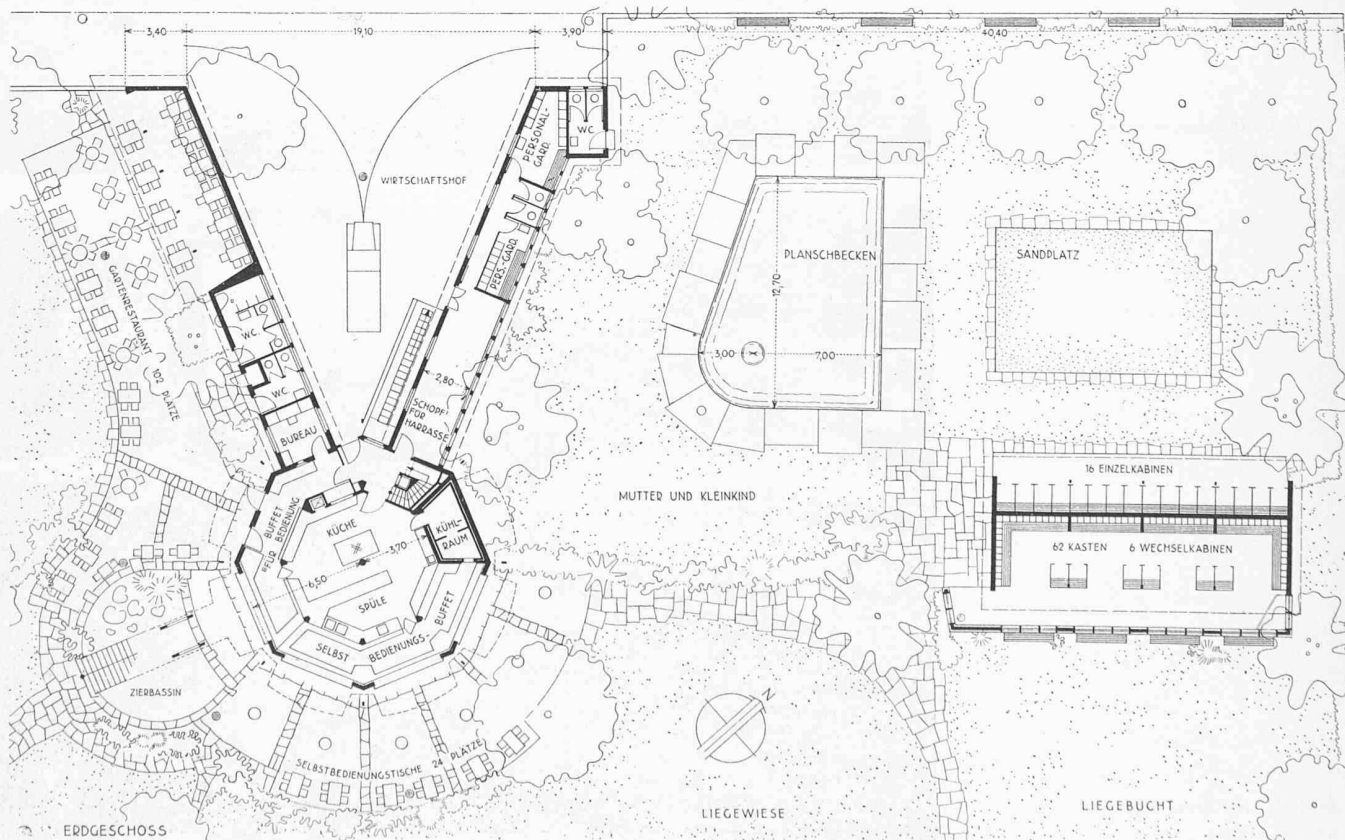 3,40
19,10
3,90
40,40
PERSONAL-
GARD.
WC
WIRTSCHAFTSHOF
PERS. GARD.
PLANSCHBECKEN
12,70
3,00
7,00
SANDPLATZ
GARTENRESTAURANT 102 PLÄTZE
WC
WC
BUREAU
2,80
SCHOPF
FÜR
HARRASSE
16 EINZELKABINEN
62 KASTEN
6 WECHSELKABINEN
MUTTER UND KLEINKIND
BUFFET
FÜR BEDIENUNG
KÜCHE
KÜHL-
RAUM
3,70
6,50
SPÜLE
SELBST BEDIENUNGS- BUFFET
ZIERBASSIN
SELBSTBEDIENUNGSTISCHE 24 PLÄTZE
N
LIEGEWIESE
LIEGEBUCHT
ERDGESCHOSS